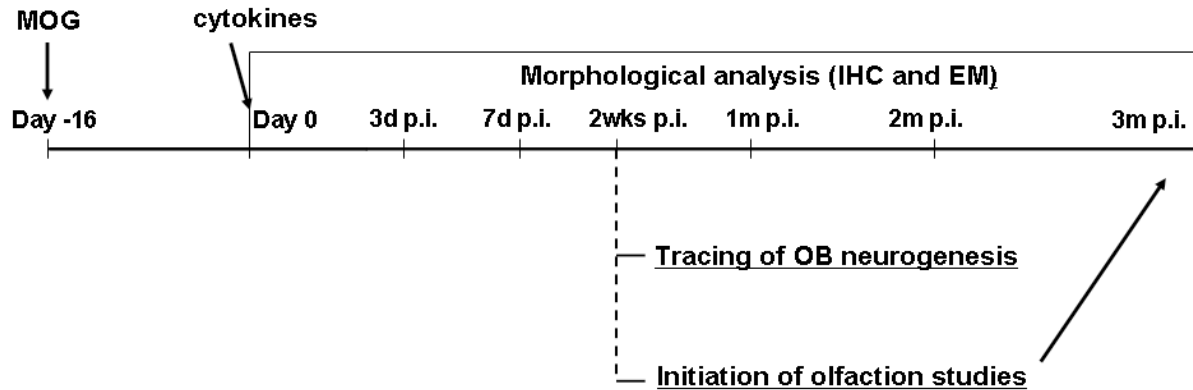 MOG
cytokines
Morphological analysis (IHC and EM)
Day -16
Day 0
3d p.i.
7d p.i.
2wks p.i.
1m p.i.
2m p.i.
3m p.i.
Tracing of OB neurogenesis
Initiation of olfaction studies